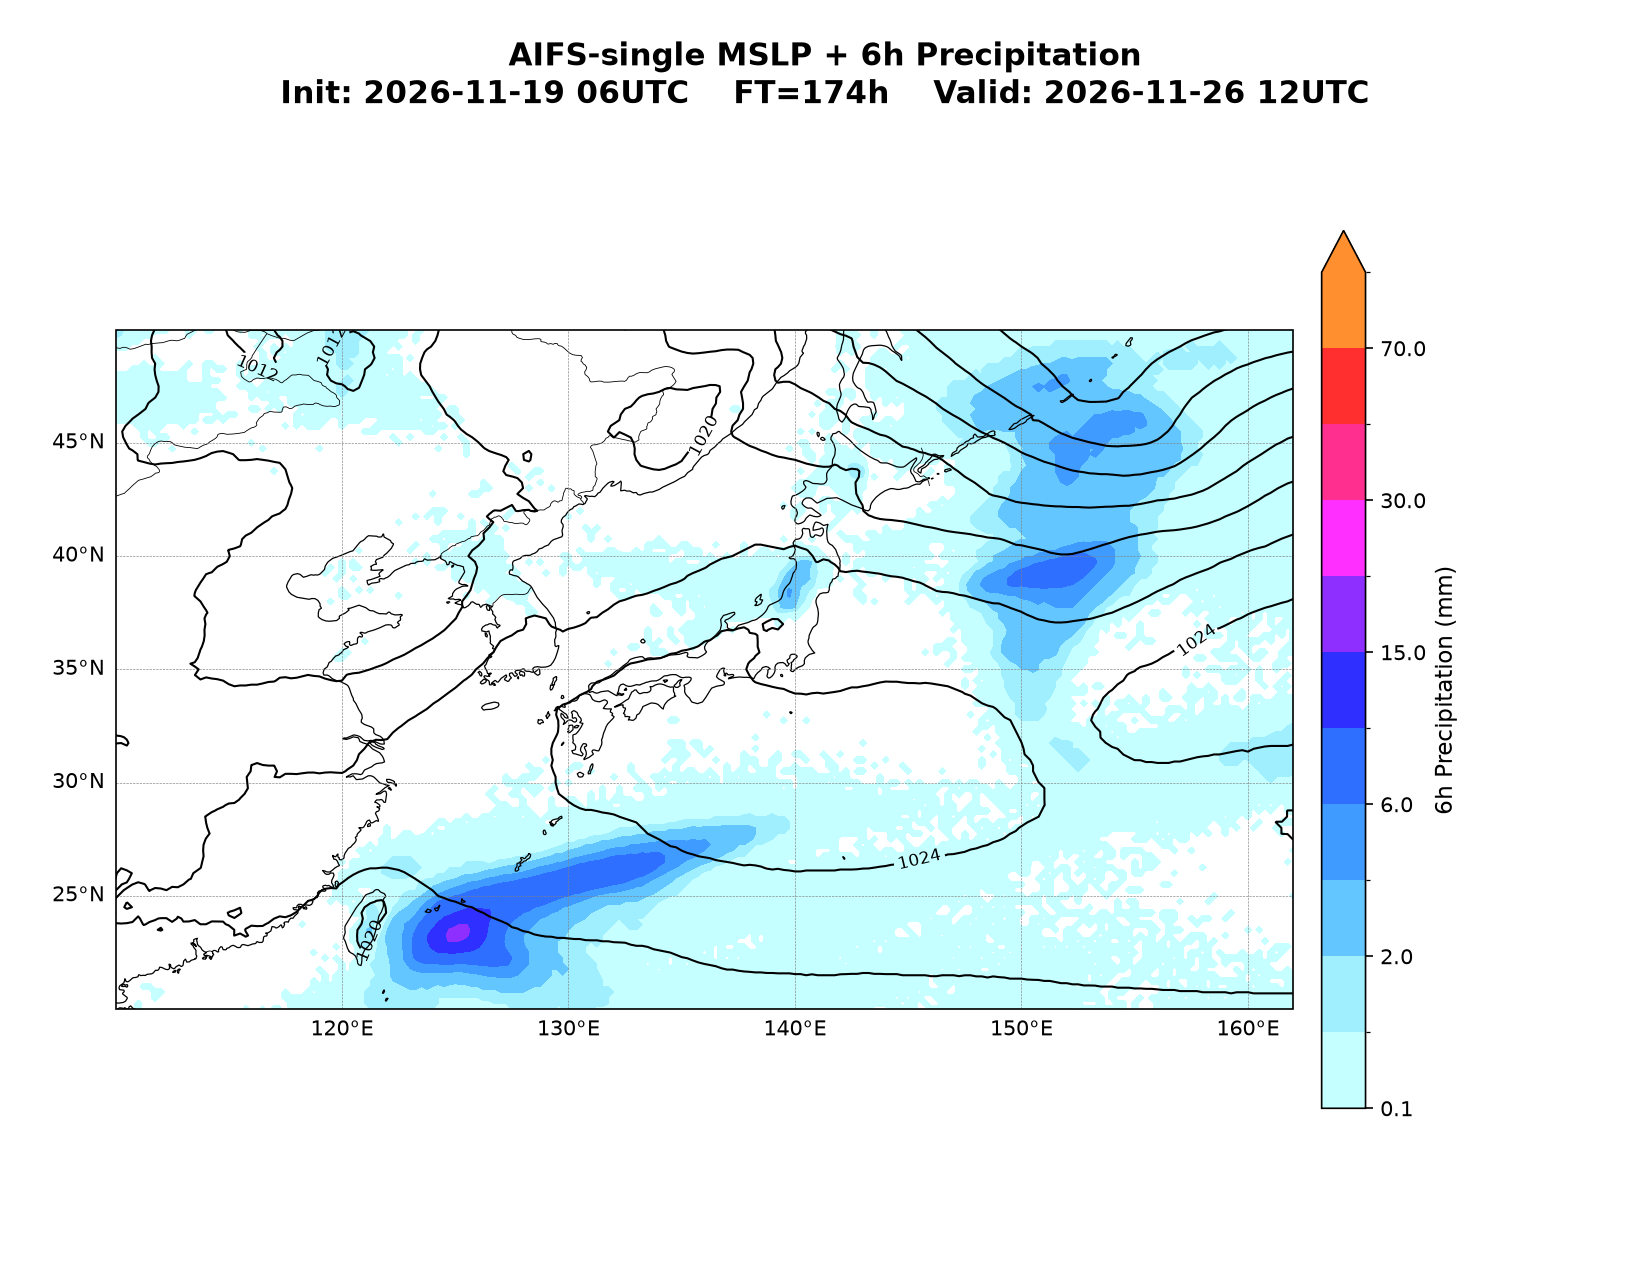 AIFS-single MSLP + 6h Precipitation
Init: 2026-11-19 06UTC    FT=174h    Valid: 2026-11-26 12UTC
1012
1012
1020
1024
1024
1020
45°N
40°N
35°N
30°N
25°N
120°E
130°E
140°E
150°E
160°E
70.0
30.0
15.0
6.0
2.0
0.1
6h Precipitation (mm)